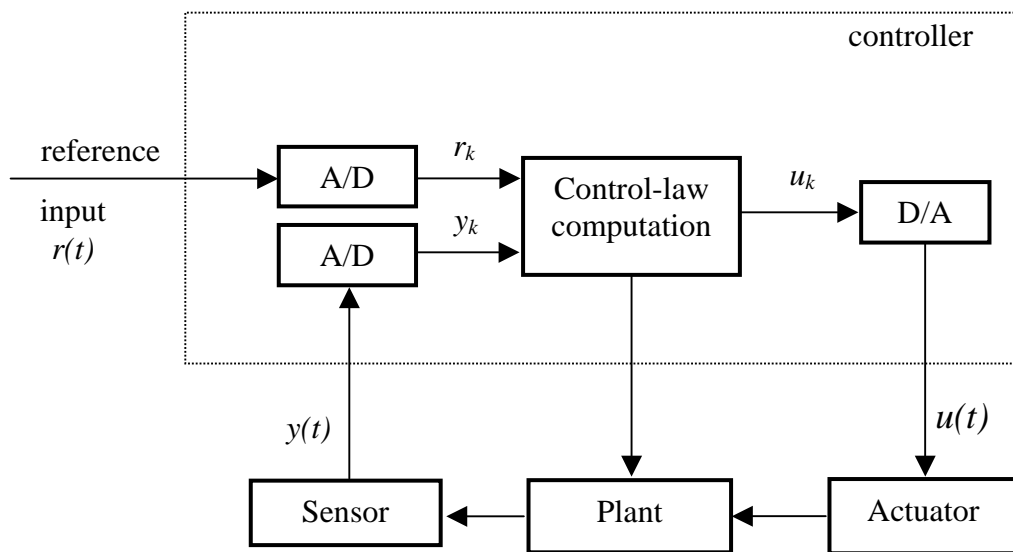 controller
reference
input
r(t)
A/D
r_k
A/D
y_k
Control-law
computation
u_k
D/A
y(t)
u(t)
Sensor
Plant
Actuator